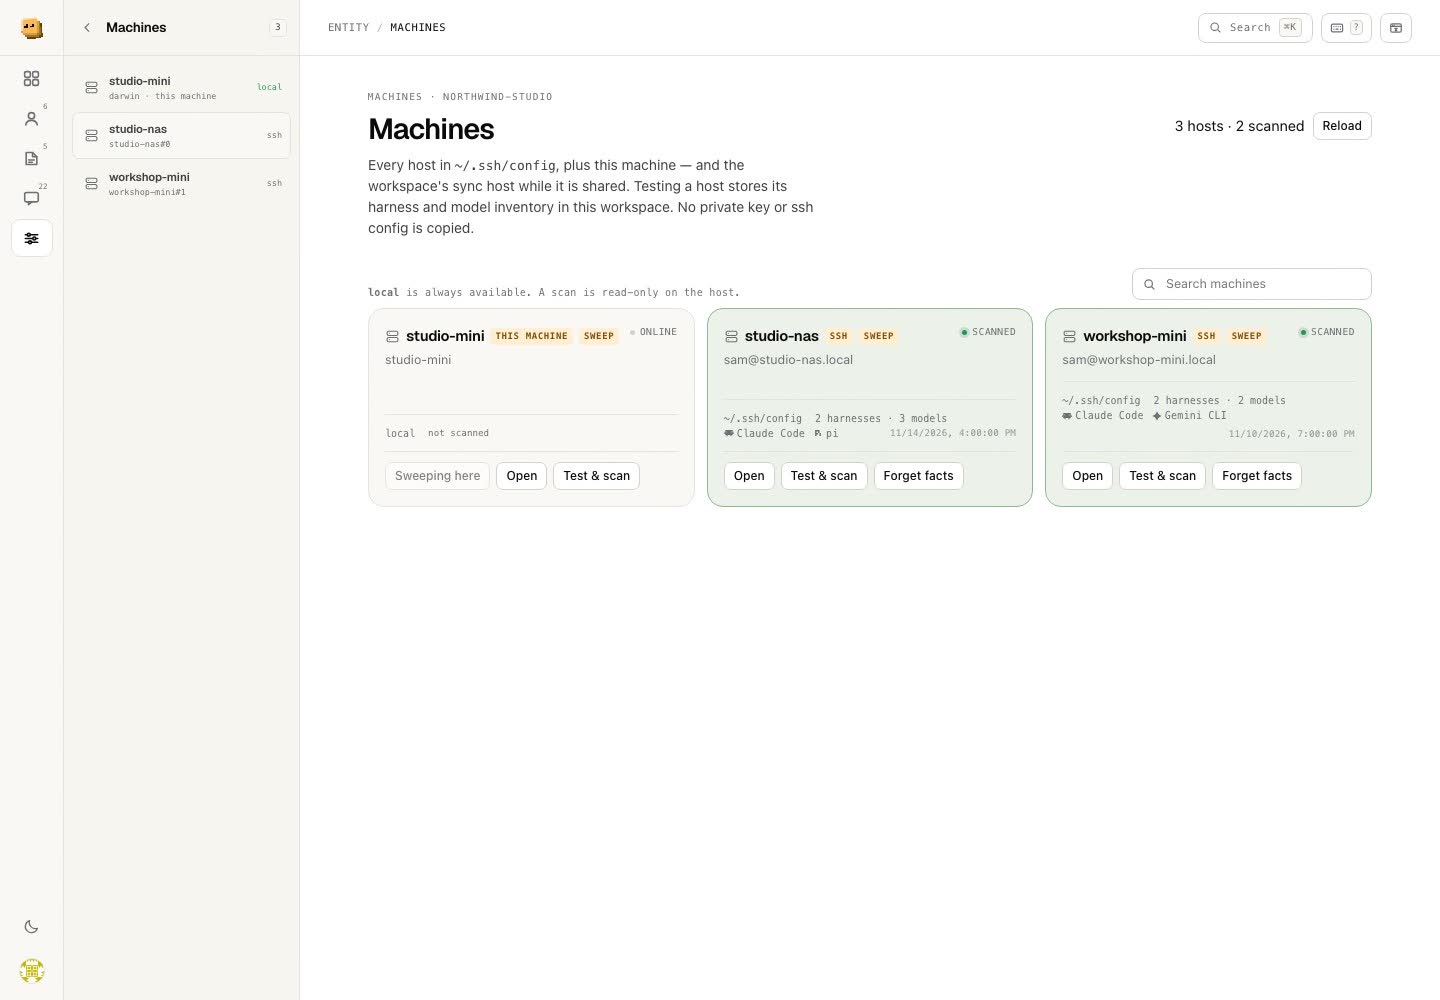 Machines
3
ENTITY / MACHINES
Search
⌘K
?
6
5
22
studio-mini
darwin · this machine
local
studio-nas
studio-nas#0
ssh
workshop-mini
workshop-mini#1
ssh
MACHINES · NORTHWIND-STUDIO
Machines
3 hosts · 2 scanned
Reload
Every host in ~/.ssh/config, plus this machine — and the
workspace's sync host while it is shared. Testing a host stores its
harness and model inventory in this workspace. No private key or ssh
config is copied.
local is always available. A scan is read-only on the host.
Search machines
studio-mini THIS MACHINE SWEEP ONLINE
studio-mini
local not scanned
Sweeping here Open Test & scan
studio-nas SSH SWEEP SCANNED
sam@studio-nas.local
~/.ssh/config 2 harnesses · 3 models
Claude Code pi 11/14/2026, 4:00:00 PM
Open Test & scan Forget facts
workshop-mini SSH SWEEP SCANNED
sam@workshop-mini.local
~/.ssh/config 2 harnesses · 2 models
Claude Code Gemini CLI
11/10/2026, 7:00:00 PM
Open Test & scan Forget facts